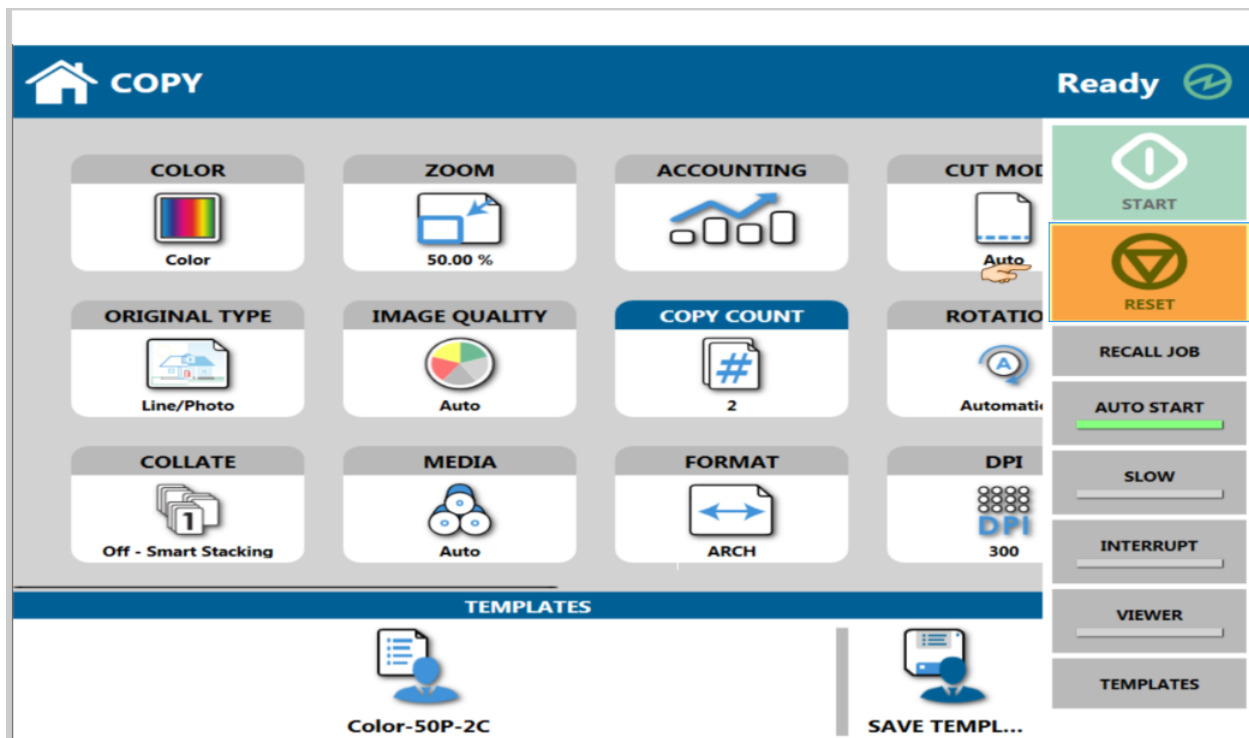 COPY
Ready
COLOR
Color
ZOOM
50.00 %
ACCOUNTING
CUT MOD
Auto
START
RESET
ORIGINAL TYPE
Line/Photo
IMAGE QUALITY
Auto
COPY COUNT
#
2
ROTATIO
A
Automatic
RECALL JOB
AUTO START
COLLATE
1
Off - Smart Stacking
MEDIA
Auto
FORMAT
ARCH
DPI
DPI
300
SLOW
INTERRUPT
VIEWER
TEMPLATES
TEMPLATES
Color-50P-2C
SAVE TEMPL...